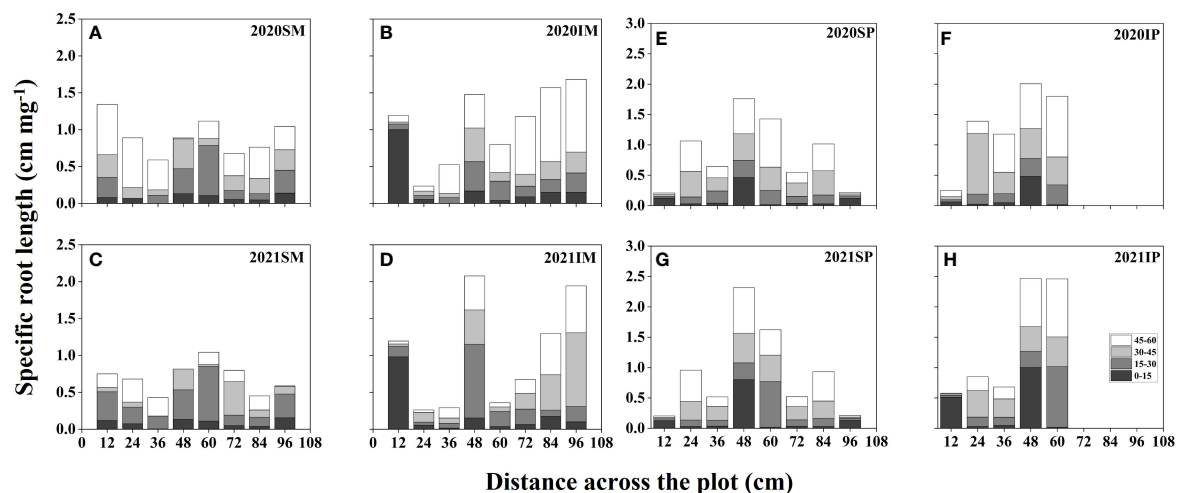 Specific root length (cm mg⁻¹)
A 2020SM
2.5
2.0
1.5
1.0
0.5
0.0
B 2020IM
E 2020SP
3.0
2.5
2.0
1.5
1.0
0.5
0.0
F 2020IP
C 2021SM
2.5
2.0
1.5
1.0
0.5
0.0
0 12 24 36 48 60 72 84 96 108
D 2021IM
0 12 24 36 48 60 72 84 96 108
G 2021SP
3.0
2.5
2.0
1.5
1.0
0.5
0.0
12 24 36 48 60 72 84 96 108
H 2021IP
45-60
30-45
15-30
0-15
12 24 36 48 60 72 84 96 108
Distance across the plot (cm)